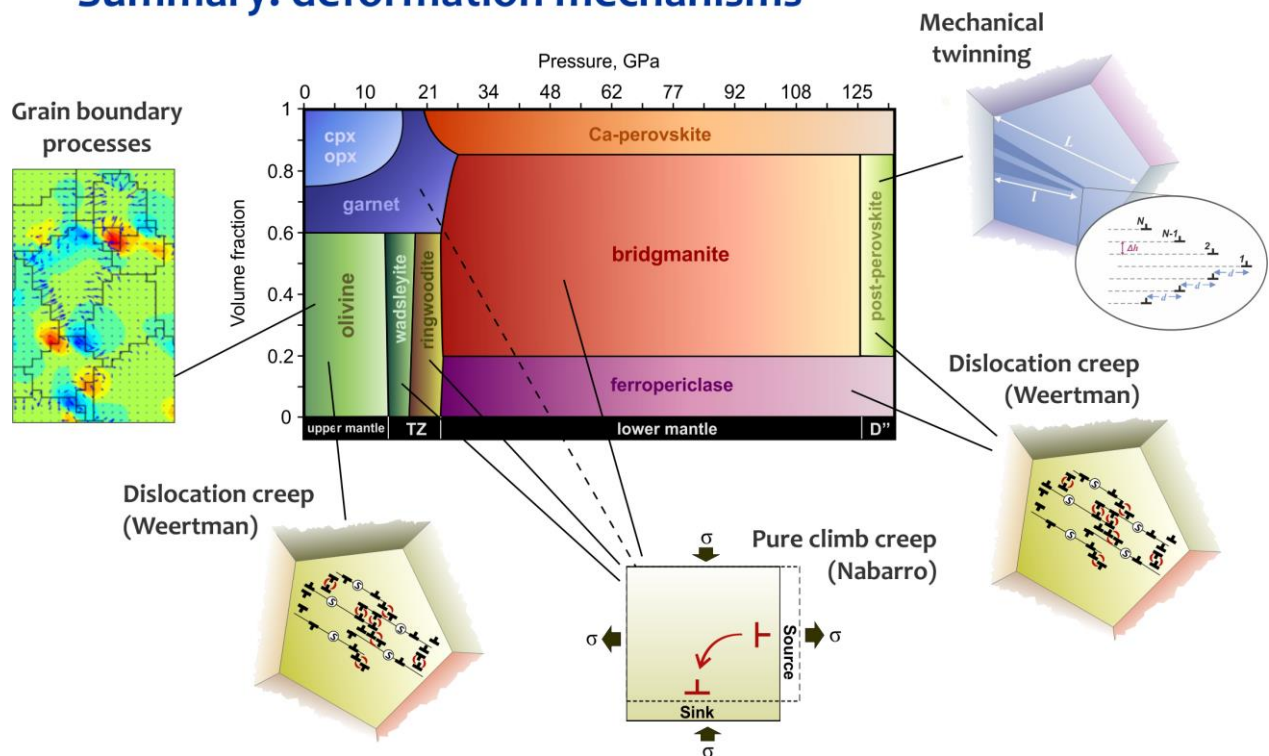 Summary: deformation mechanisms
Mechanical
twinning
Pressure, GPa
0 10 21 34 48 62 77 92 108 125
Grain boundary
processes
Volume fraction
1
0.8
0.6
0.4
0.2
0
cpx
opx
garnet
Ca-perovskite
olivine
wadsleyite
ringwoodite
bridgmanite
post-perovskite
ferropericlase
upper mantle TZ lower mantle D”
L
l
N
N-1
2
1
Δh
d
d
d
Dislocation creep
(Weertman)
S
S
S
S
S
Dislocation creep
(Weertman)
S
S
S
S
S
Pure climb creep
(Nabarro)
σ
σ
σ
σ
Source
Sink